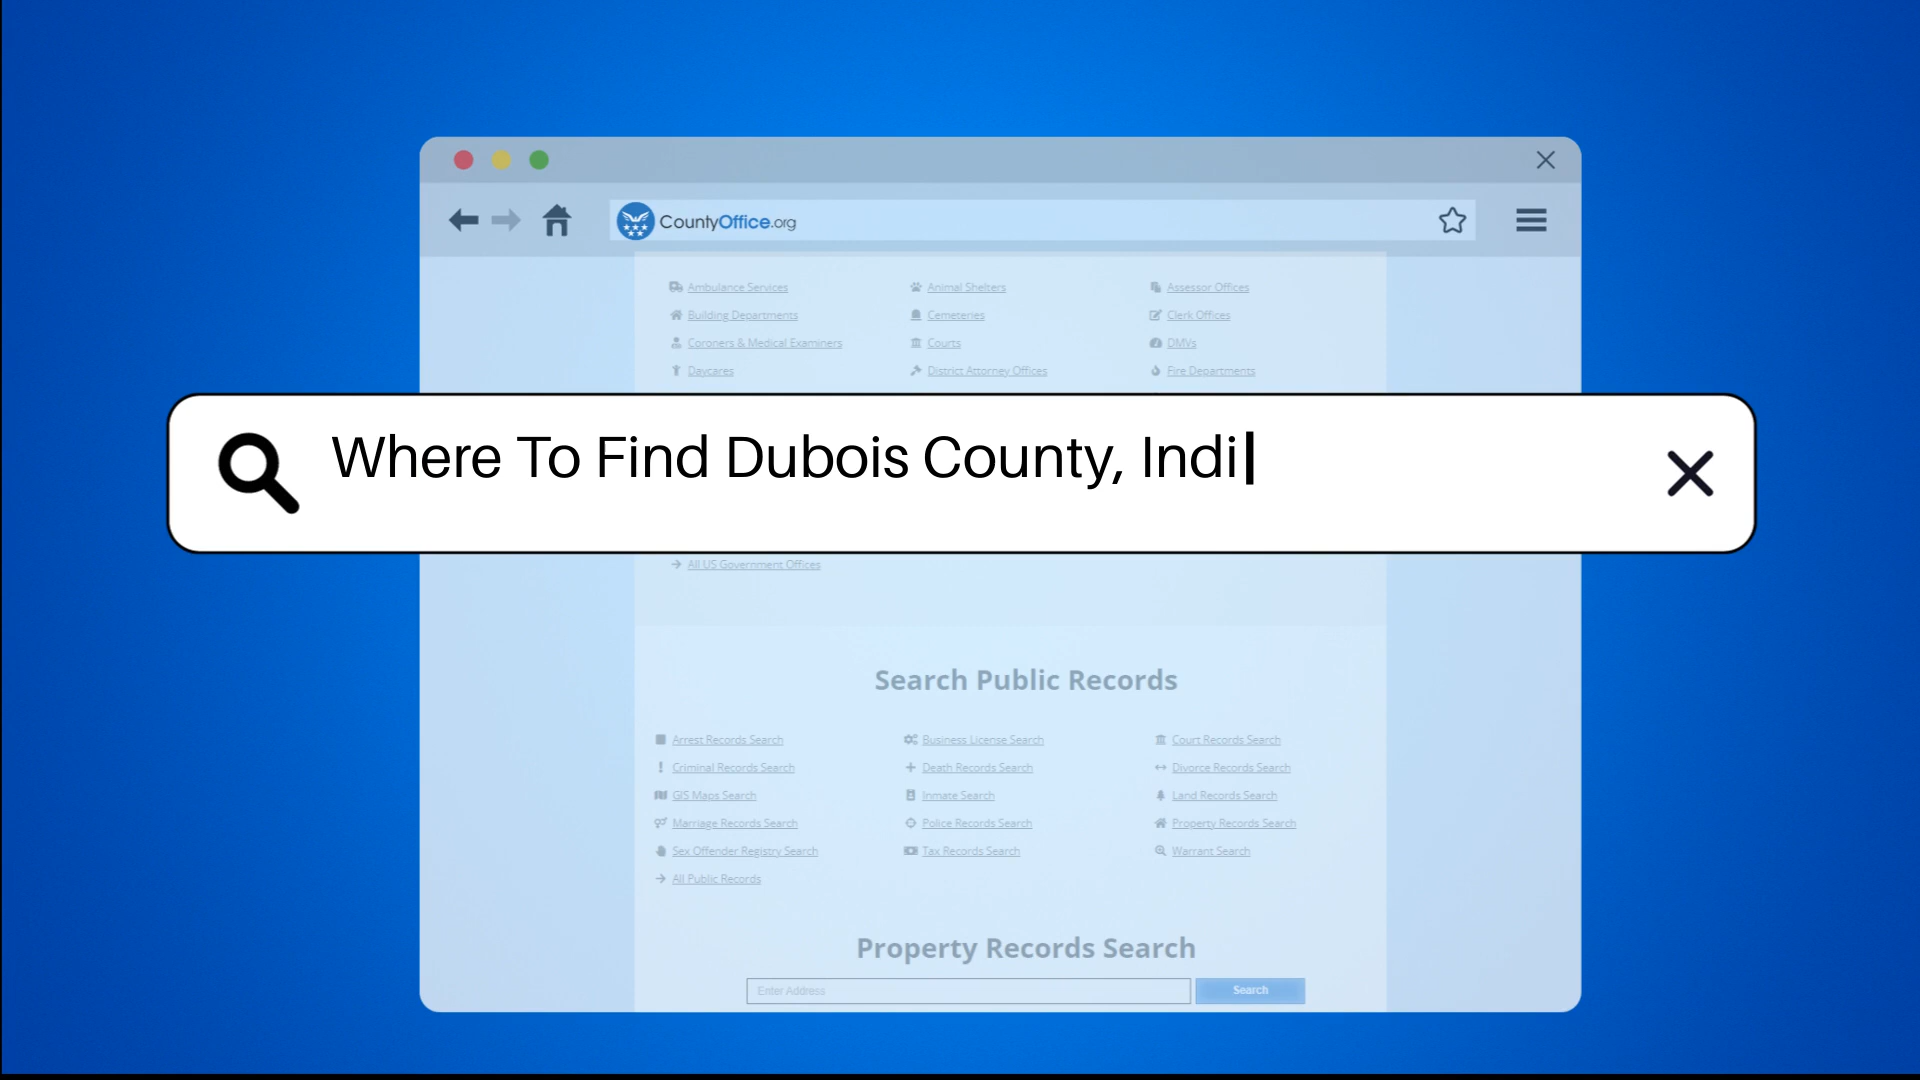 CountyOffice.org
Ambulance Services Animal Shelters Assessor Offices
Building Departments Cemeteries Clerk Offices
Coroners & Medical Examiners Courts DMVs
Daycares District Attorney Offices Fire Departments
Where To Find Dubois County, Indi
All US Government Offices
Search Public Records
Arrest Records Search Business License Search Court Records Search
Criminal Records Search Death Records Search Divorce Records Search
GIS Maps Search Inmate Search Land Records Search
Marriage Records Search Police Records Search Property Records Search
Sex Offender Registry Search Tax Records Search Warrant Search
All Public Records
Property Records Search
Enter Address Search